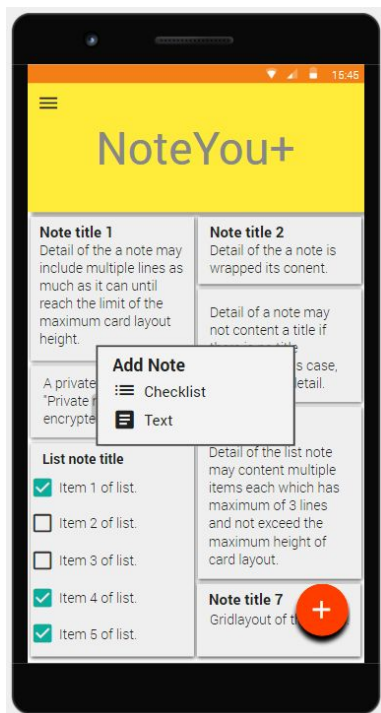 15:45
NoteYou+
Note title 1
Detail of the a note may
include multiple lines as
much as it can until
reach the limit of the
maximum card layout
height.
Note title 2
Detail of the a note is
wrapped its conent.
Detail of a note may
not content a title if
s case,
etail.
Add Note
Checklist
Text
A private
"Private
encrypte
List note title
Item 1 of list.
Item 2 of list.
Item 3 of list.
Item 4 of list.
Item 5 of list.
Detail of the list note
may content multiple
items each which has
maximum of 3 lines
and not exceed the
maximum height of
card layout.
Note title 7
Gridlayout of